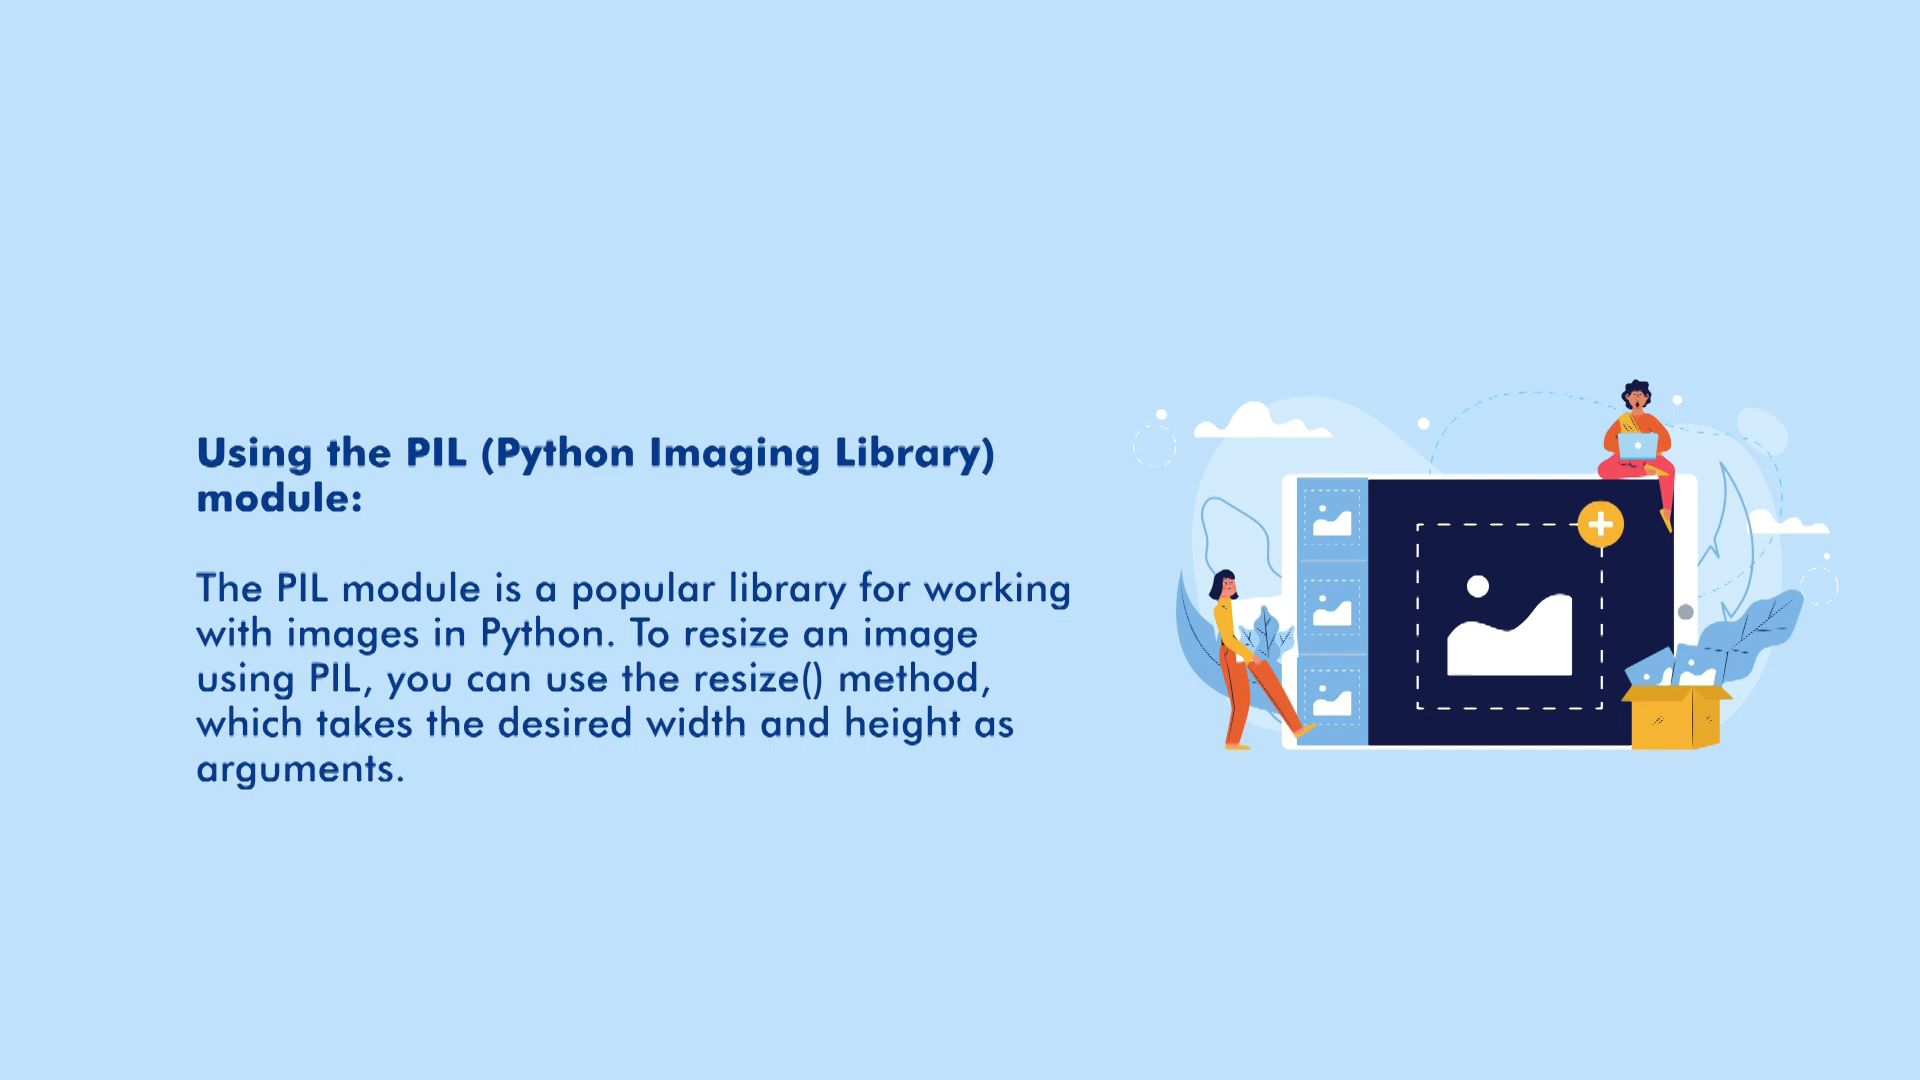 Using the PIL (Python Imaging Library)
module:
The PIL module is a popular library for working
with images in Python. To resize an image
using PIL, you can use the resize() method,
which takes the desired width and height as
arguments.